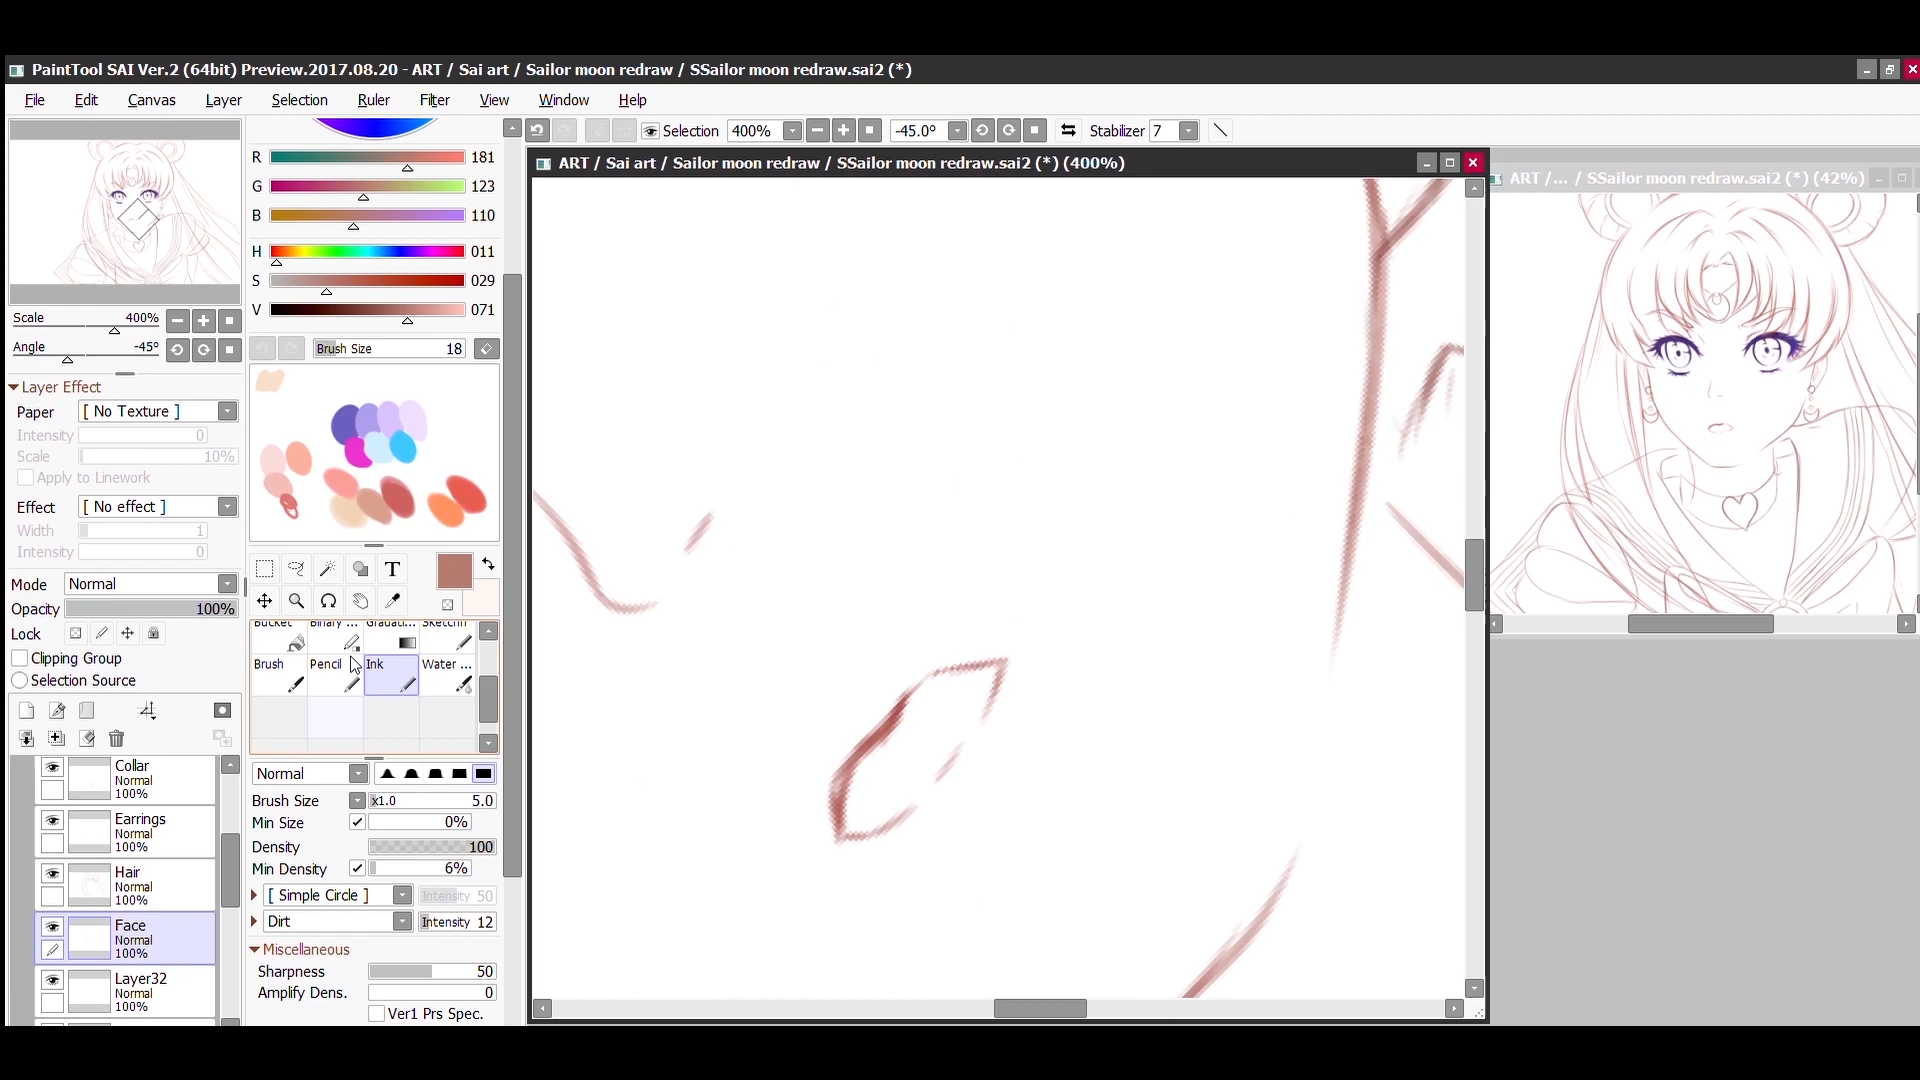 PaintTool SAI Ver.2 (64bit) Preview.2017.08.20 - ART / Sai art / Sailor moon redraw / SSailor moon redraw.sai2 (*)
File Edit Canvas Layer Selection Ruler Filter View Window Help
Selection 400% -45.0° Stabilizer 7
ART / Sai art / Sailor moon redraw / SSailor moon redraw.sai2 (*) (400%)
ART /... / SSailor moon redraw.sai2 (*) (42%)
Scale 400%
Angle -45°
Layer Effect
Paper [ No Texture ]
Intensity 0
Scale 10%
Apply to Linework
Effect [ No effect ]
Width 1
Intensity 0
Mode Normal
Opacity 100%
Lock
Clipping Group
Selection Source
Collar
Normal
100%
Earrings
Normal
100%
Hair
Normal
100%
Face
Normal
100%
Layer32
Normal
100%
R 181
G 123
B 110
H 011
S 029
V 071
Brush Size 18
T
Bucket Binary ... Gradati... Sketchin
Brush Pencil Ink Water ...
Normal
Brush Size x1.0 5.0
Min Size 0%
Density 100
Min Density 6%
[ Simple Circle ] Intensity 50
Dirt Intensity 12
Miscellaneous
Sharpness 50
Amplify Dens. 0
Ver1 Prs Spec.